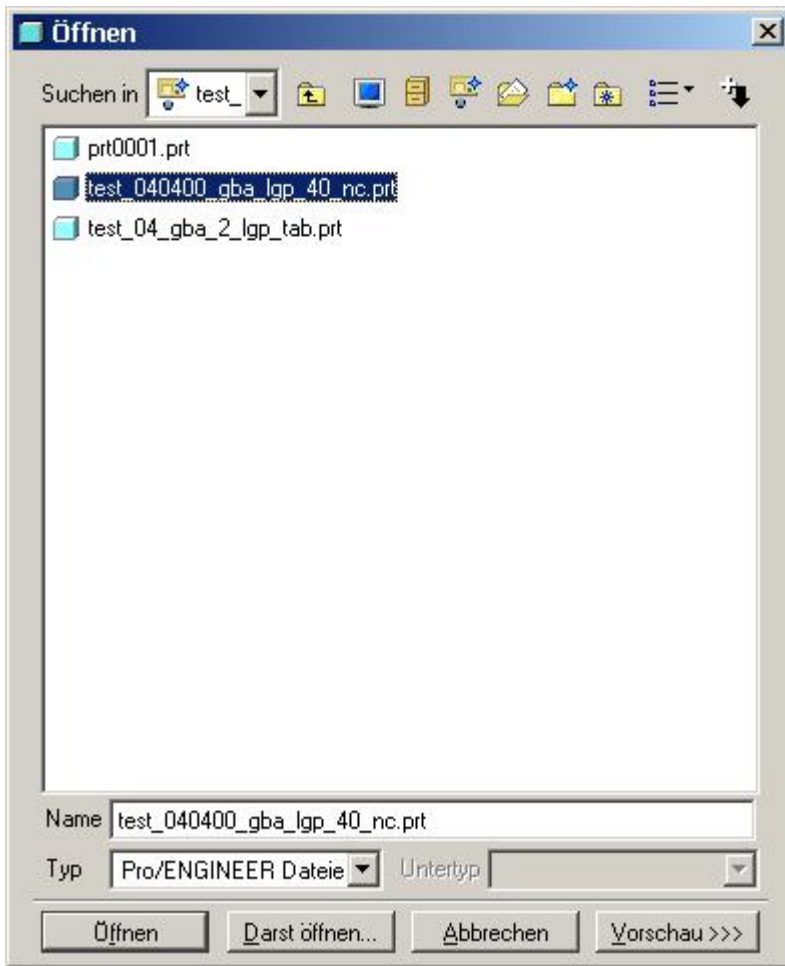 Öffnen
Suchen in test_
prt0001.prt
test_040400_gba_lgp_40_nc.prt
test_04_gba_2_lgp_tab.prt
Name test_040400_gba_lgp_40_nc.prt
Typ Pro/ENGINEER Dateie Untertyp
Öffnen Darst öffnen... Abbrechen Vorschau >>>